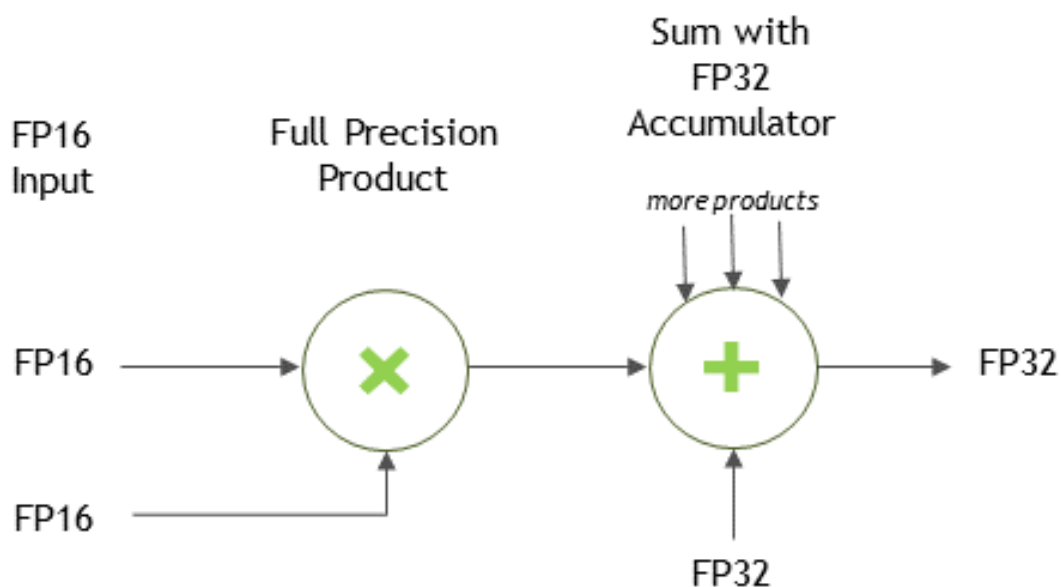 FP16
Input
Full Precision
Product
Sum with
FP32
Accumulator
more products
FP16
FP32
FP16
FP32